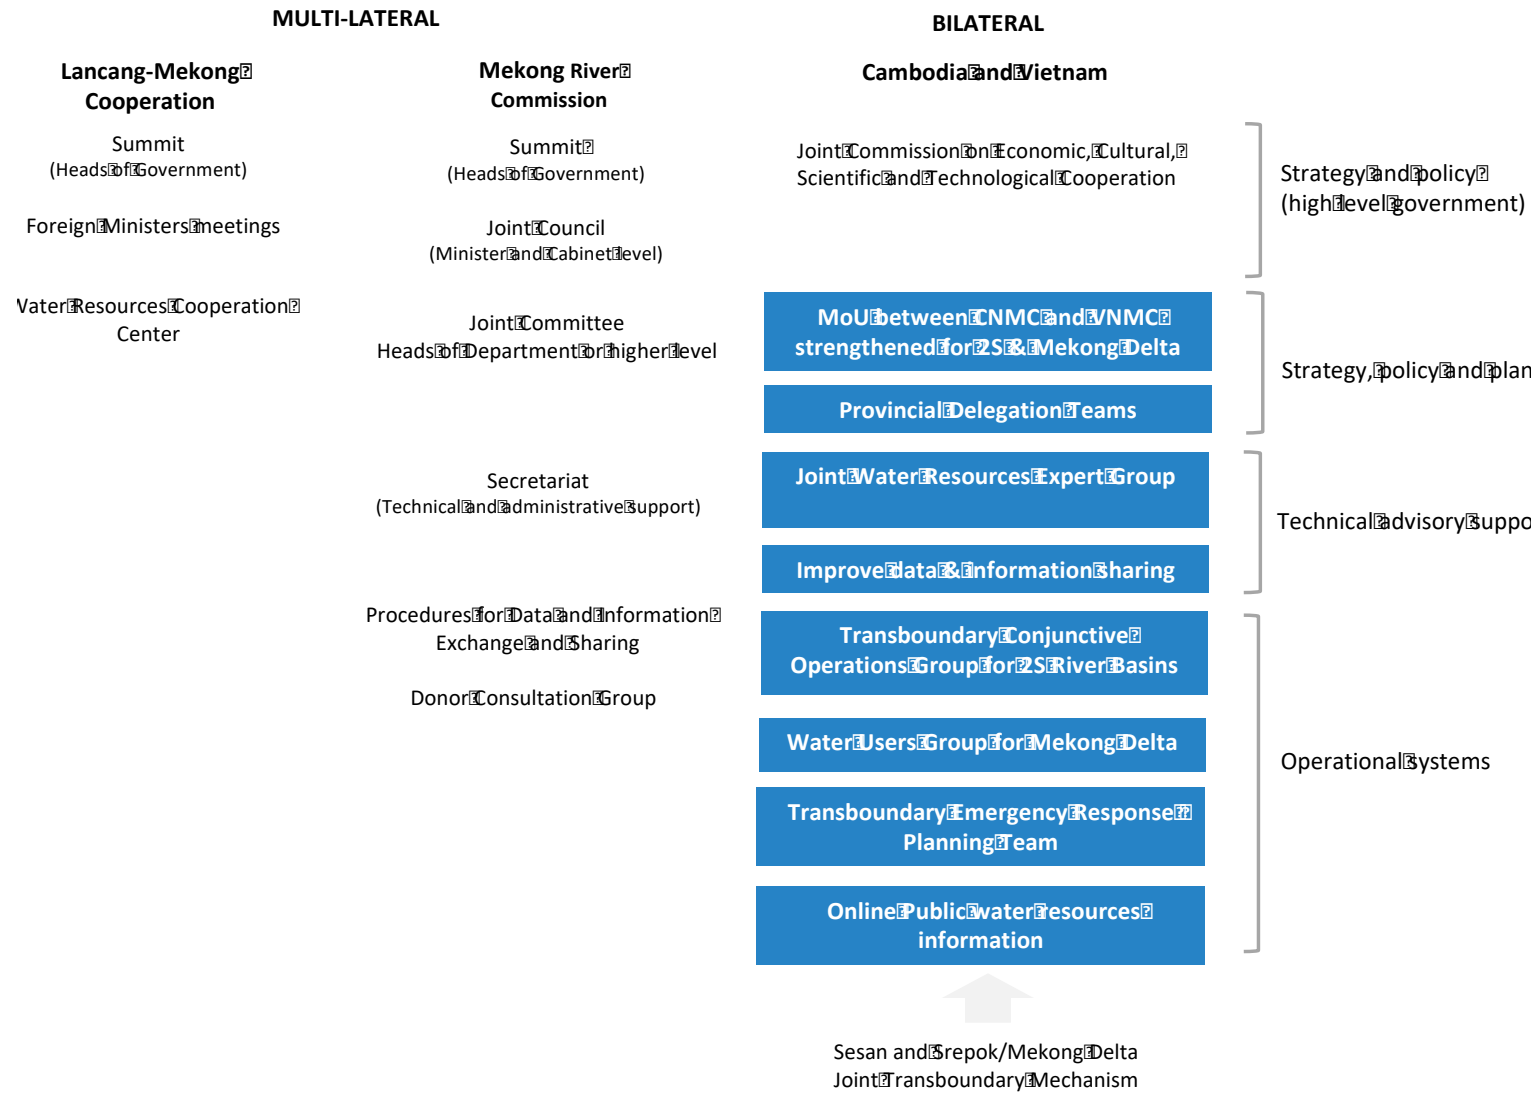 MULTI-LATERAL
BILATERAL
Lancang-Mekong
Cooperation
Mekong River
Commission
Cambodia and Vietnam
Summit
(Heads of Government)
Foreign Ministers meetings
Water Resources Cooperation
Center
Summit
(Heads of Government)
Joint Council
(Minister and Cabinet level)
Joint Committee
Heads of Department or higher level
Secretariat
(Technical and administrative support)
Procedures for Data and Information
Exchange and Sharing
Donor Consultation Group
Joint Commission on Economic, Cultural,
Scientific and Technological Cooperation
MoU between CNMC and VNMC
strengthened for 2S & Mekong Delta
Provincial Delegation Teams
Joint Water Resources Expert Group
Improve data & information sharing
Transboundary Conjunctive
Operations Group for 2S River Basins
Water Users Group for Mekong Delta
Transboundary Emergency Response
Planning Team
Online Public water resources
information
Sesan and Srepok/Mekong Delta
Joint Transboundary Mechanism
Strategy and policy
(high level government)
Strategy, policy and plan
Technical advisory suppo
Operational systems